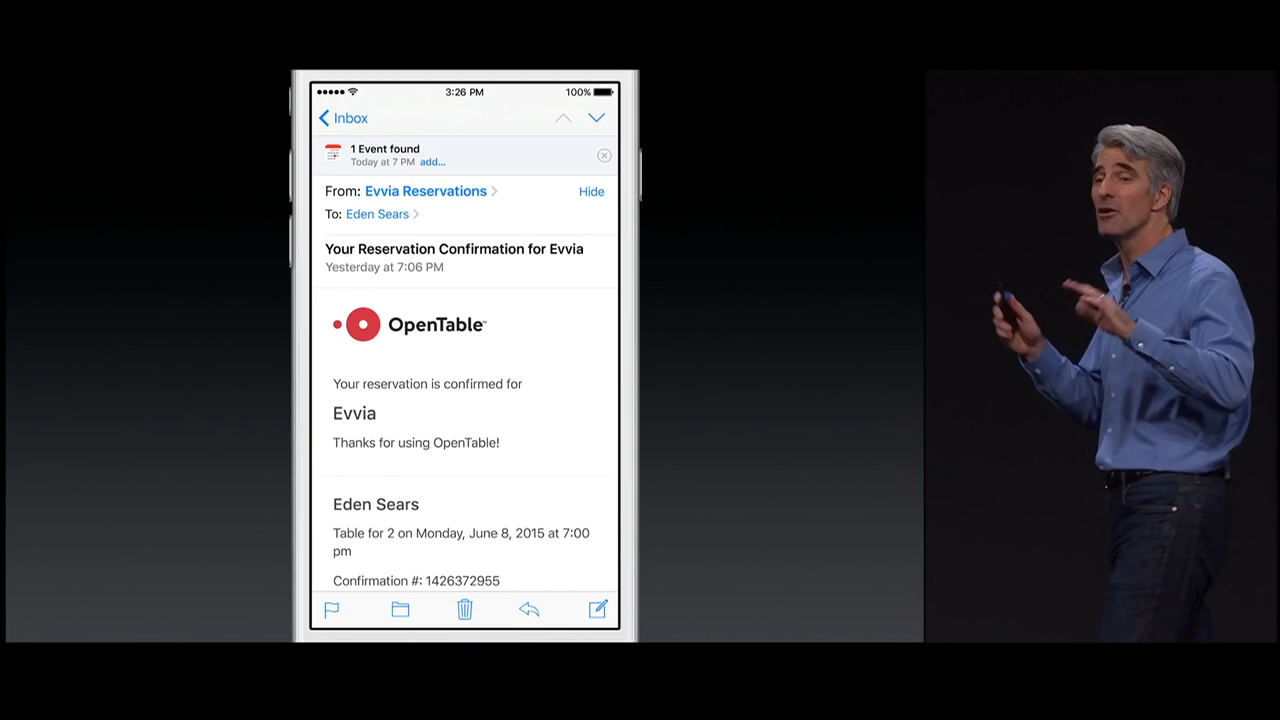 3:26 PM 100%
Inbox
1 Event found
Today at 7 PM add...
From: Evvia Reservations Hide
To: Eden Sears
Your Reservation Confirmation for Evvia
Yesterday at 7:06 PM
OpenTable™
Your reservation is confirmed for
Evvia
Thanks for using OpenTable!
Eden Sears
Table for 2 on Monday, June 8, 2015 at 7:00
pm
Confirmation #: 1426372955